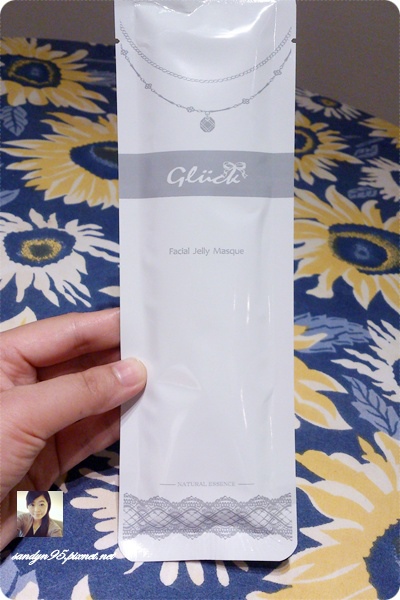 Glück
Facial Jelly Masque
NATURAL ESSENCE
sandyn95.pixnet.net